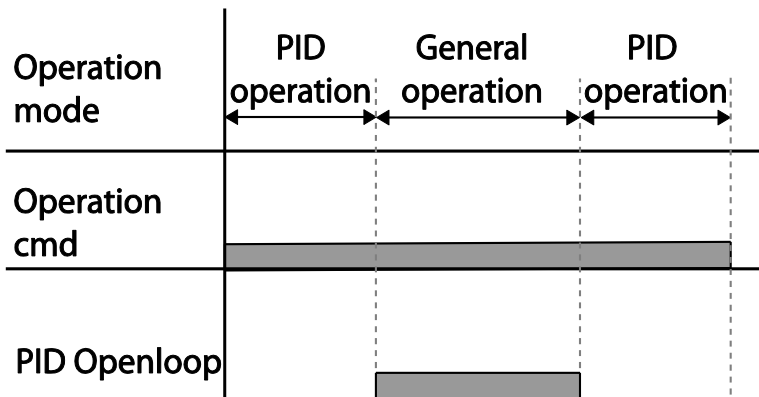 Operation
mode
PID
operation
General
operation
PID
operation
Operation
cmd
PID Openloop